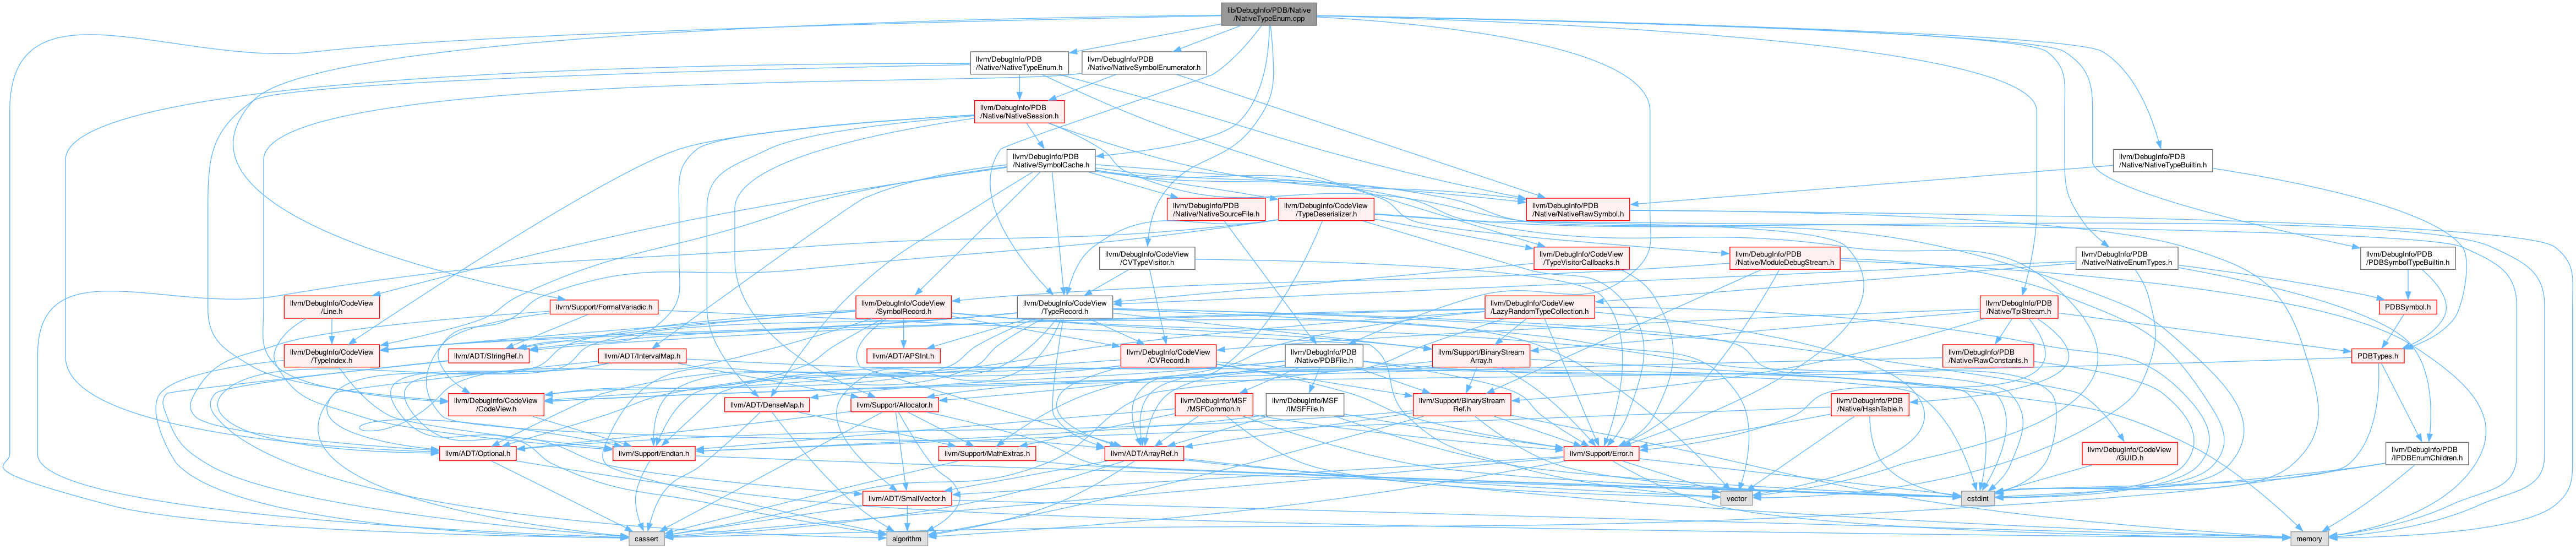 lib/DebugInfo/PDB/Native
/NativeTypeEnum.cpp
llvm/DebugInfo/PDB
/Native/NativeTypeEnum.h
llvm/DebugInfo/PDB
/Native/NativeSymbolEnumerator.h
llvm/DebugInfo/PDB
/Native/NativeSession.h
llvm/DebugInfo/PDB
/Native/SymbolCache.h
llvm/DebugInfo/PDB
/Native/NativeTypeBuiltin.h
llvm/DebugInfo/PDB
/Native/NativeSourceFile.h
llvm/DebugInfo/CodeView
/TypeDeserializer.h
llvm/DebugInfo/PDB
/Native/NativeRawSymbol.h
llvm/DebugInfo/CodeView
/CVTypeVisitor.h
llvm/DebugInfo/CodeView
/TypeVisitorCallbacks.h
llvm/DebugInfo/PDB
/Native/ModuleDebugStream.h
llvm/DebugInfo/PDB
/Native/NativeEnumTypes.h
llvm/DebugInfo/PDB
/PDBSymbolTypeBuiltin.h
llvm/DebugInfo/CodeView
/Line.h
llvm/Support/FormatVariadic.h
llvm/DebugInfo/CodeView
/SymbolRecord.h
llvm/DebugInfo/CodeView
/TypeRecord.h
llvm/DebugInfo/CodeView
/LazyRandomTypeCollection.h
llvm/DebugInfo/PDB
/Native/TpiStream.h
PDBSymbol.h
llvm/DebugInfo/CodeView
/TypeIndex.h
llvm/ADT/StringRef.h
llvm/ADT/IntervalMap.h
llvm/ADT/APSInt.h
llvm/DebugInfo/CodeView
/CVRecord.h
llvm/DebugInfo/PDB
/Native/PDBFile.h
llvm/Support/BinaryStream
Array.h
llvm/DebugInfo/PDB
/Native/RawConstants.h
PDBTypes.h
llvm/DebugInfo/CodeView
/CodeView.h
llvm/ADT/DenseMap.h
llvm/Support/Allocator.h
llvm/DebugInfo/MSF
/MSFCommon.h
llvm/DebugInfo/MSF
/IMSFFile.h
llvm/Support/BinaryStream
Ref.h
llvm/DebugInfo/PDB
/Native/HashTable.h
llvm/ADT/Optional.h
llvm/Support/Endian.h
llvm/Support/MathExtras.h
llvm/ADT/ArrayRef.h
llvm/Support/Error.h
llvm/DebugInfo/CodeView
/GUID.h
llvm/DebugInfo/PDB
/IPDBEnumChildren.h
llvm/ADT/SmallVector.h
vector
cstdint
cassert
algorithm
memory